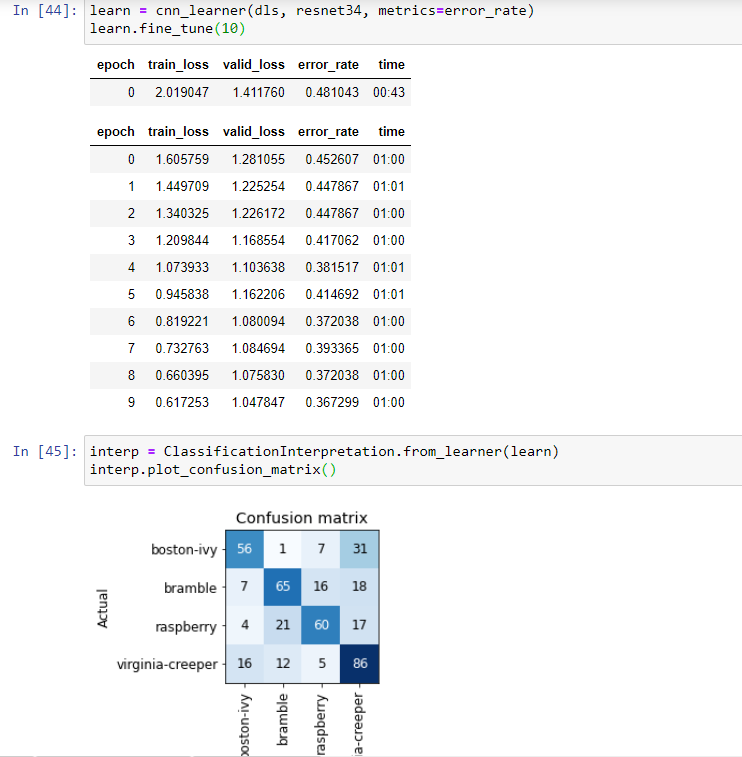 In [44]: learn = cnn_learner(dls, resnet34, metrics=error_rate)
learn.fine_tune(10)
epoch train_loss valid_loss error_rate time
0 2.019047 1.411760 0.481043 00:43
epoch train_loss valid_loss error_rate time
0 1.605759 1.281055 0.452607 01:00
1 1.449709 1.225254 0.447867 01:01
2 1.340325 1.226172 0.447867 01:00
3 1.209844 1.168554 0.417062 01:00
4 1.073933 1.103638 0.381517 01:01
5 0.945838 1.162206 0.414692 01:01
6 0.819221 1.080094 0.372038 01:00
7 0.732763 1.084694 0.393365 01:00
8 0.660395 1.075830 0.372038 01:00
9 0.617253 1.047847 0.367299 01:00
In [45]: interp = ClassificationInterpretation.from_learner(learn)
interp.plot_confusion_matrix()
Confusion matrix
Actual
boston-ivy 56 1 7 31
bramble 7 65 16 18
raspberry 4 21 60 17
virginia-creeper 16 12 5 86
oston-ivy
bramble
raspberry
a-creeper